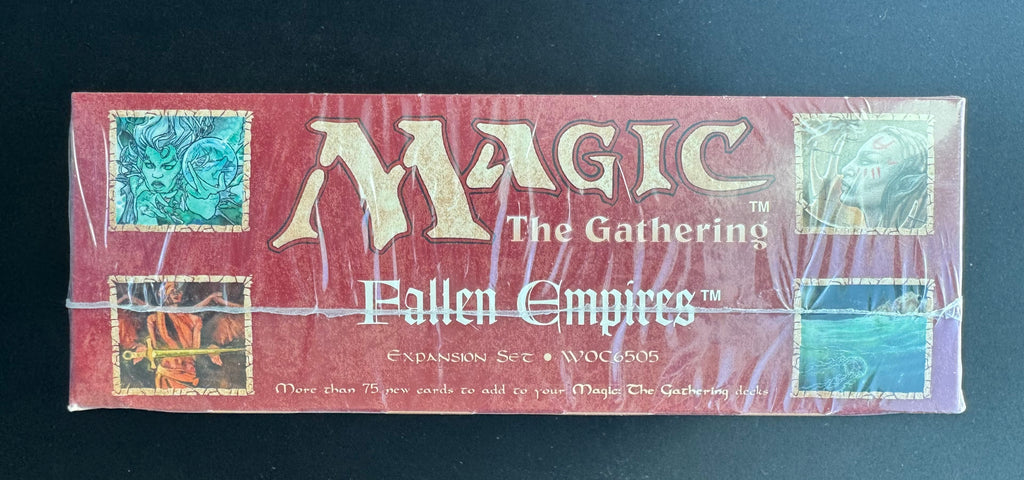 MAGIC
The Gathering™
Fallen Empires™
Expansion Set • WOC6505
More than 75 new cards to add to your Magic: The Gathering decks